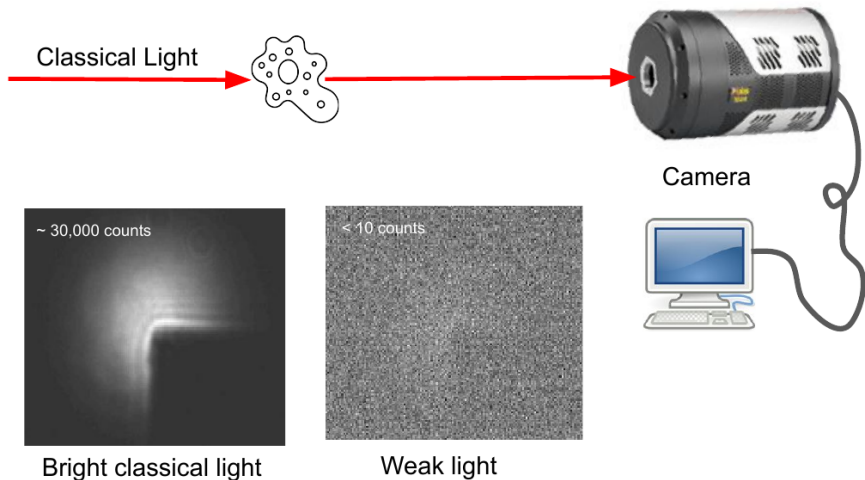 Classical Light
Camera
~ 30,000 counts
< 10 counts
Bright classical light
Weak light